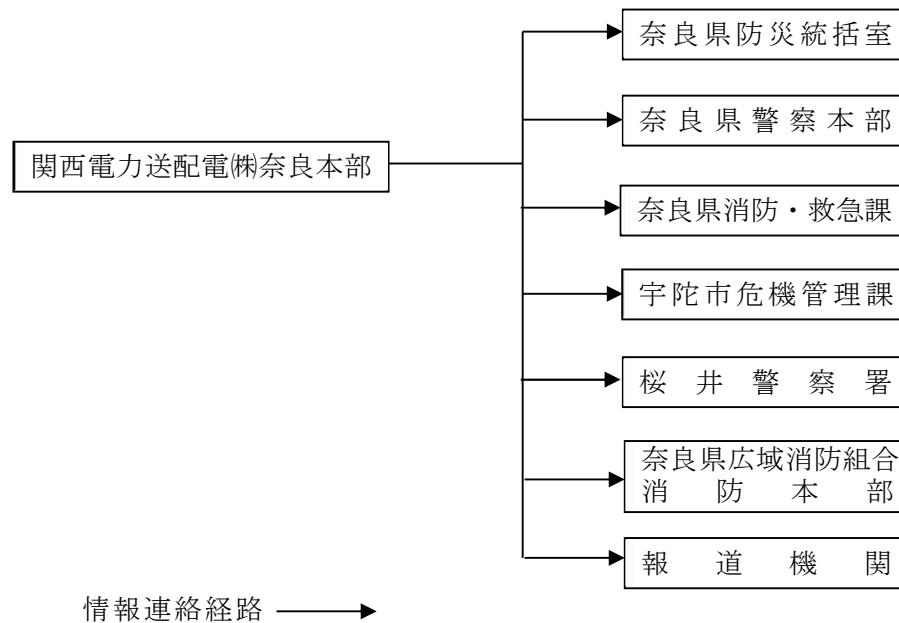 奈良県防災統括室
奈良県警察本部
関西電力送配電㈱奈良本部
奈良県消防・救急課
宇陀市危機管理課
桜井警察署
奈良県広域消防組合
消防本部
報道機関
情報連絡経路